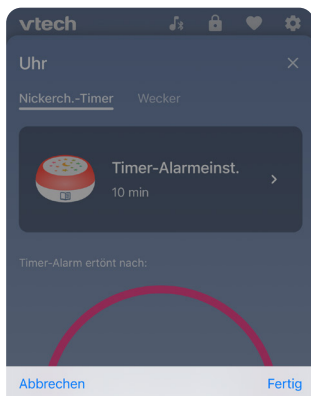 vtech
Uhr
Nickerch.-Timer Wecker
Timer-Alarmeinst.
10 min
Timer-Alarm ertönt nach:
Abbrechen Fertig